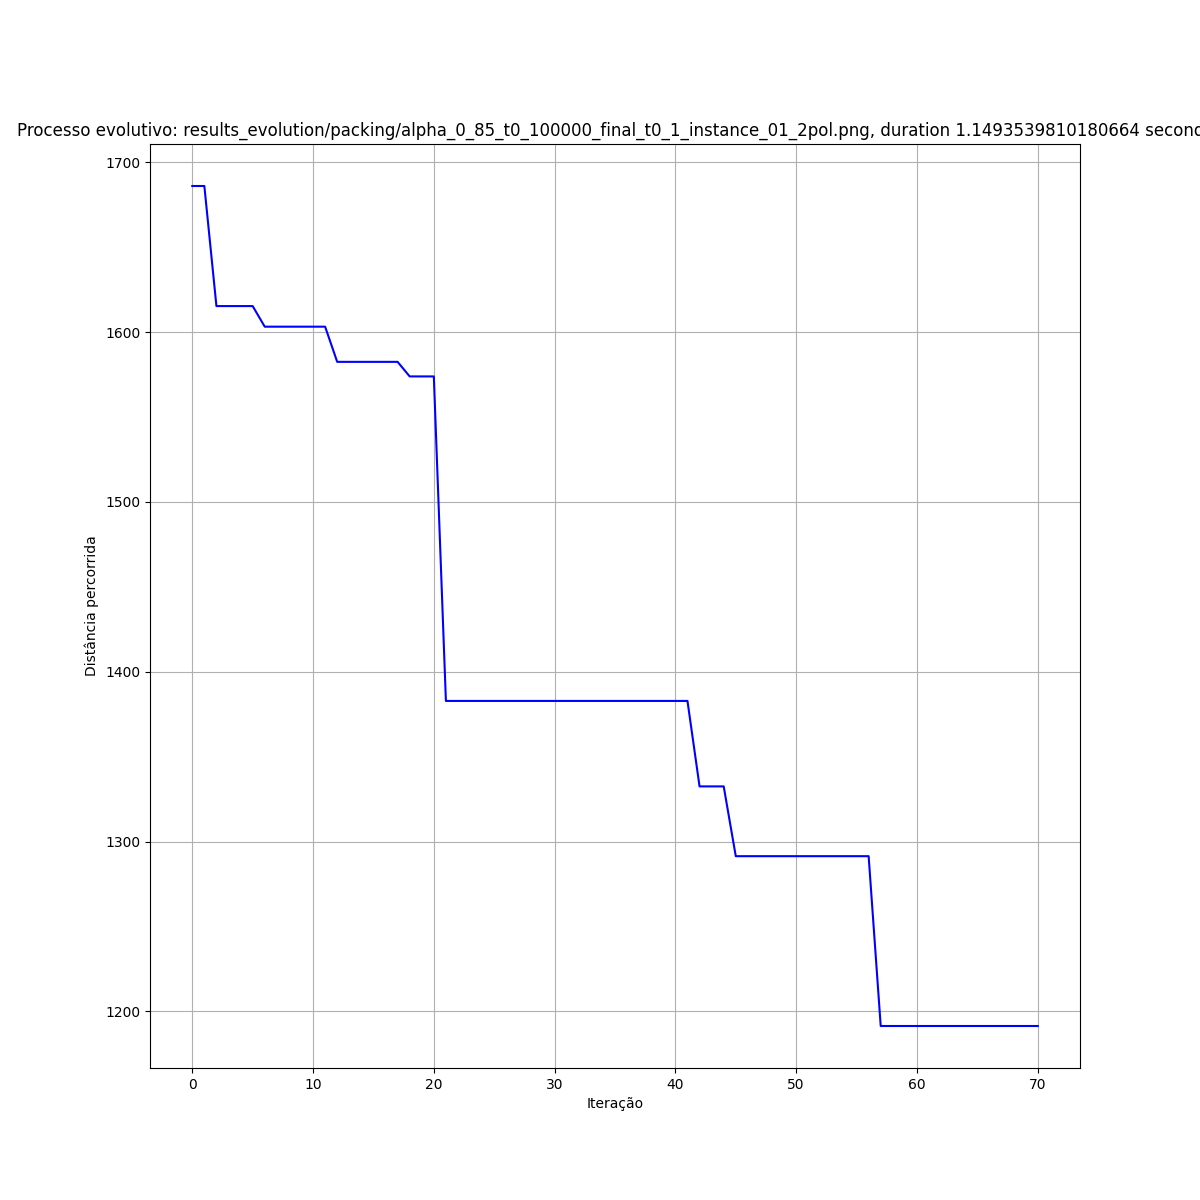 Processo evolutivo: results_evolution/packing/alpha_0_85_t0_100000_final_t0_1_instance_01_2pol.png, duration 1.1493539810180664
1700
1600
1500
1400
1300
1200
Distância percorrida
0 10 20 30 40 50 60 70
Iteração